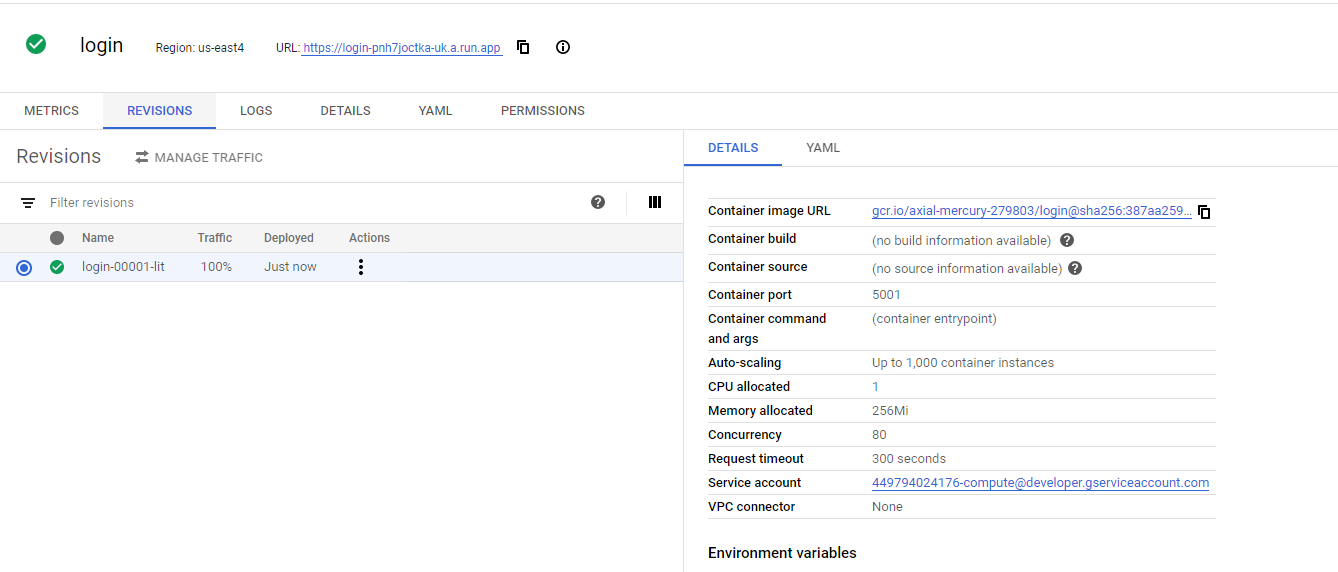 login Region: us-east4 URL: https://login-pnh7joctka-uk.a.run.app
METRICS REVISIONS LOGS DETAILS YAML PERMISSIONS
Revisions MANAGE TRAFFIC
Filter revisions
Name Traffic Deployed Actions
login-00001-lit 100% Just now
DETAILS YAML
Container image URL gcr.io/axial-mercury-279803/login@sha256:387aa259...
Container build (no build information available)
Container source (no source information available)
Container port 5001
Container command (container entrypoint)
and args
Auto-scaling Up to 1,000 container instances
CPU allocated 1
Memory allocated 256Mi
Concurrency 80
Request timeout 300 seconds
Service account 449794024176-compute@developer.gserviceaccount.com
VPC connector None
Environment variables